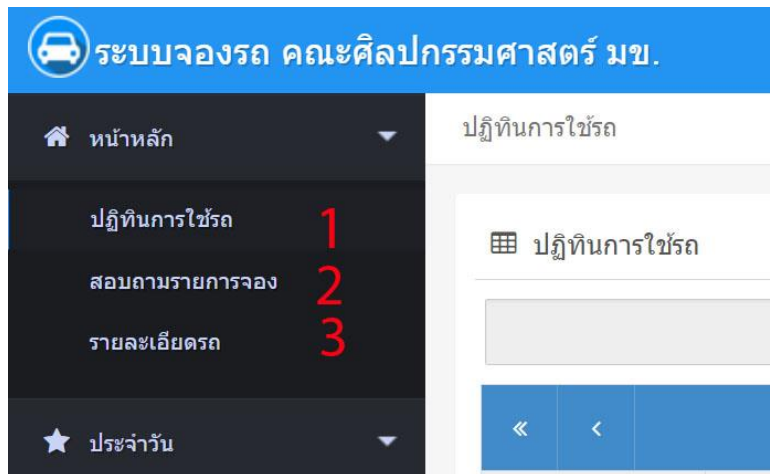 ระบบจองรถ คณะศิลปกรรมศาสตร์ มข.
หน้าหลัก
ปฏิทินการใช้รถ 1
สอบถามรายการจอง 2
รายละเอียดรถ 3
ประจำวัน
ปฏิทินการใช้รถ
ปฏิทินการใช้รถ
« ‹